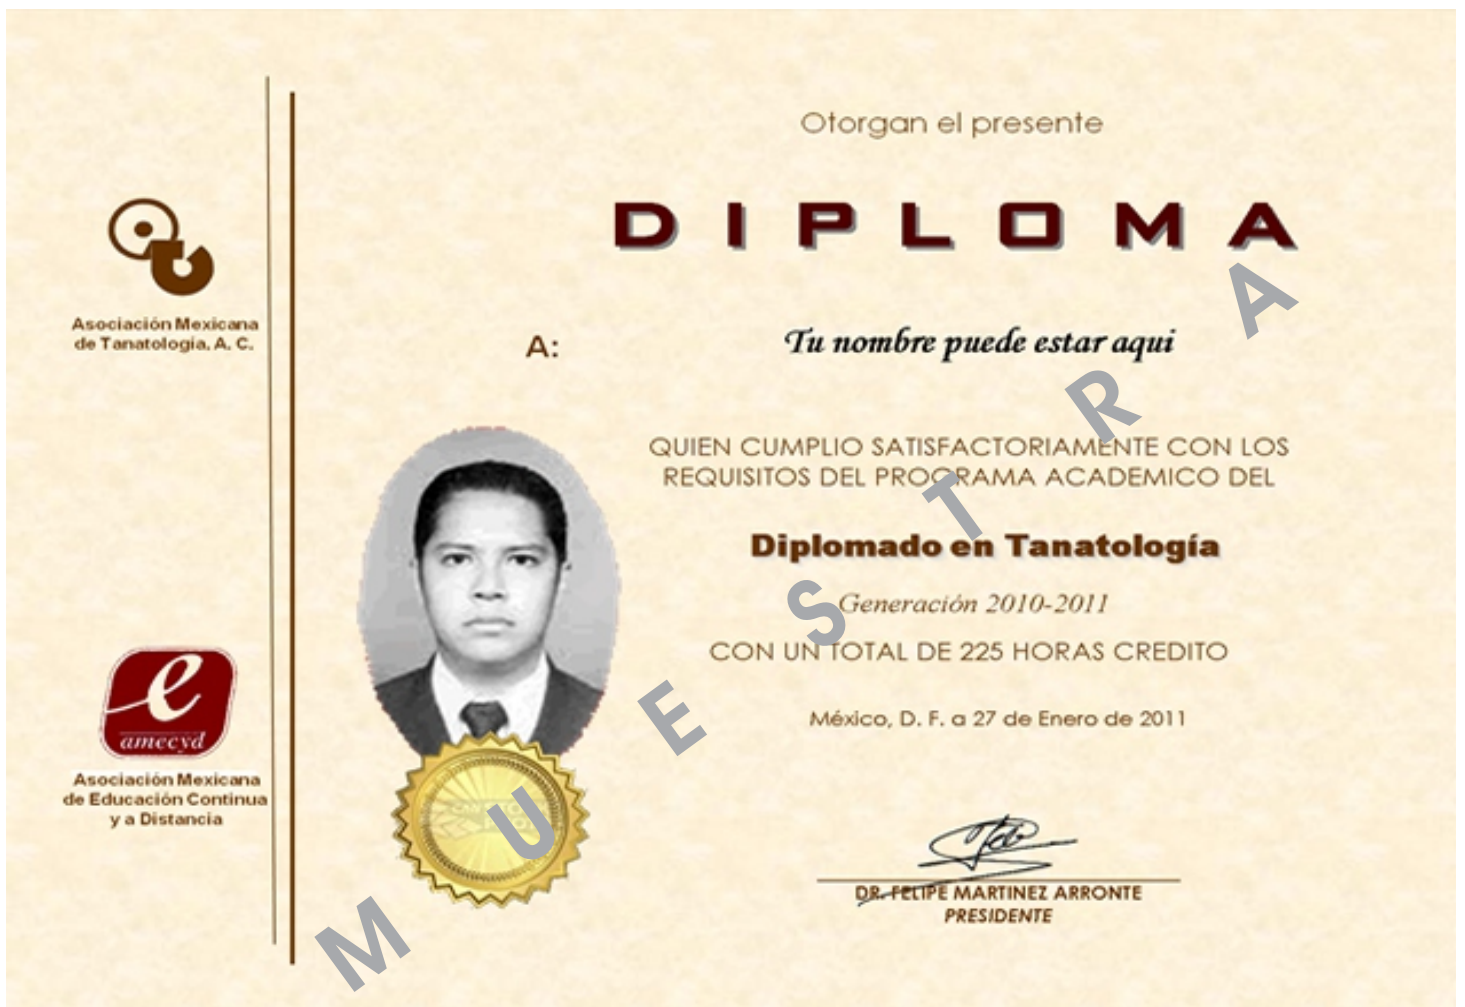 Otorgan el presente
DIPLOMA
Asociación Mexicana
de Tanatología, A. C.
A:
Tu nombre puede estar aqui
QUIEN CUMPLIO SATISFACTORIAMENTE CON LOS
REQUISITOS DEL PROGRAMA ACADEMICO DEL
Diplomado en Tanatología
Generación 2010-2011
CON UN TOTAL DE 225 HORAS CREDITO
México, D. F. a 27 de Enero de 2011
e
amecyd
Asociación Mexicana
de Educación Continua
y a Distancia
DR. FELIPE MARTINEZ ARRONTE
PRESIDENTE
MUESTRA